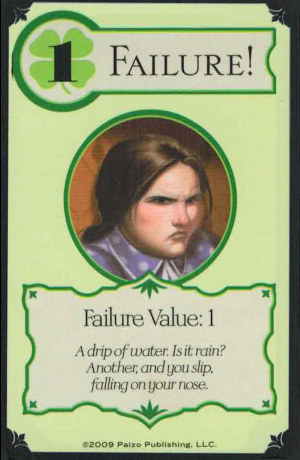 1 FAILURE!
Failure Value: 1
A drip of water. Is it rain?
Another, and you slip,
falling on your nose.
©2009 Paizo Publishing, LLC.